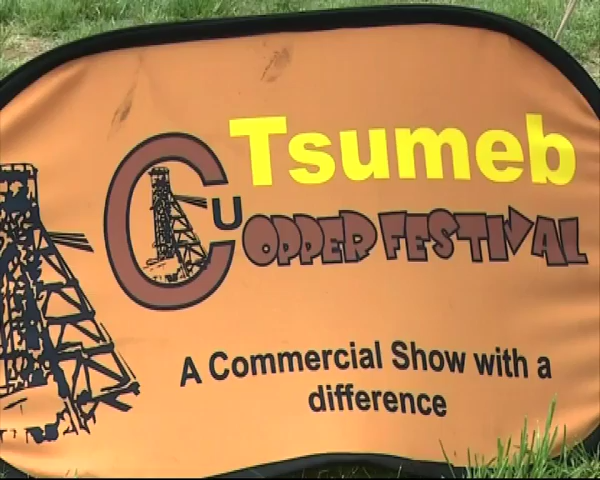 Tsumeb
Cu
OPPER FESTIVAL
A Commercial Show with a
difference